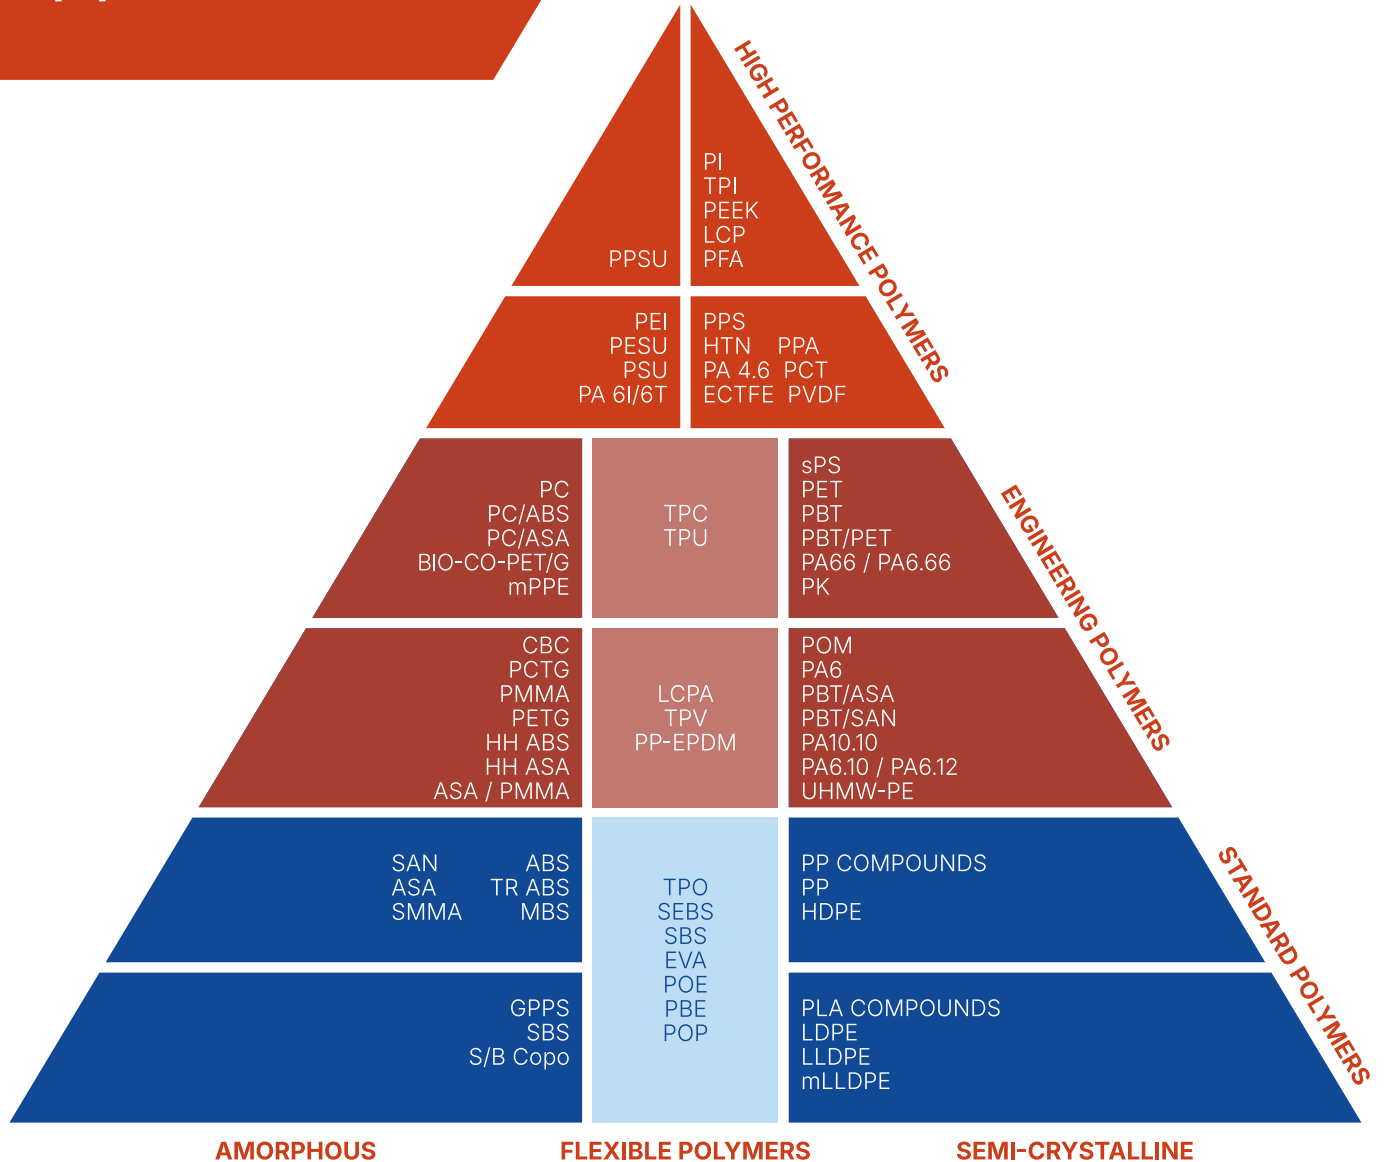 HIGH PERFORMANCE POLYMERS
PPSU
PI
TPI
PEEK
LCP
PFA
PEI
PESU
PSU
PA 6I/6T
PPS
HTN PPA
PA 4.6 PCT
ECTFE PVDF
ENGINEERING POLYMERS
PC
PC/ABS
PC/ASA
BIO-CO-PET/G
mPPE
TPC
TPU
sPS
PET
PBT
PBT/PET
PA66 / PA6.66
PK
CBC
PCTG
PMMA
PETG
HH ABS
HH ASA
ASA / PMMA
LCPA
TPV
PP-EPDM
POM
PA6
PBT/ASA
PBT/SAN
PA10.10
PA6.10 / PA6.12
UHMW-PE
STANDARD POLYMERS
SAN ABS
ASA TR ABS
SMMA MBS
TPO
SEBS
SBS
EVA
POE
PBE
POP
PP COMPOUNDS
PP
HDPE
GPPS
SBS
S/B Copo
PLA COMPOUNDS
LDPE
LLDPE
mLLDPE
AMORPHOUS
FLEXIBLE POLYMERS
SEMI-CRYSTALLINE